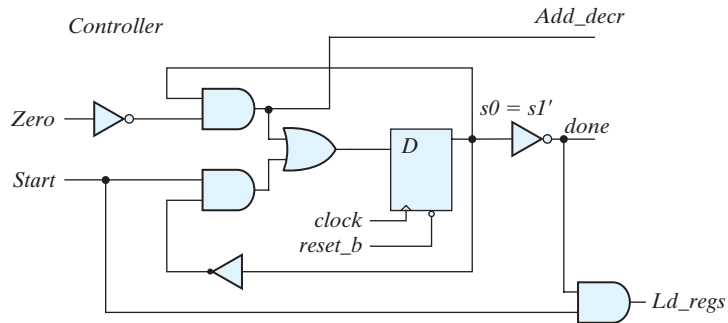 Controller
Add_decr
Zero
s0 = s1′
done
Start
D
clock
reset_b
Ld_regs